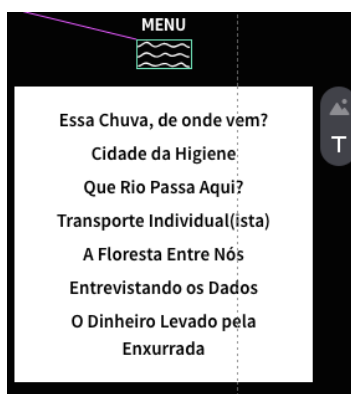 MENU
Essa Chuva, de onde vem?
Cidade da Higiene
Que Rio Passa Aqui?
Transporte Individual(ista)
A Floresta Entre Nós
Entrevistando os Dados
O Dinheiro Levado pela
Enxurrada
T